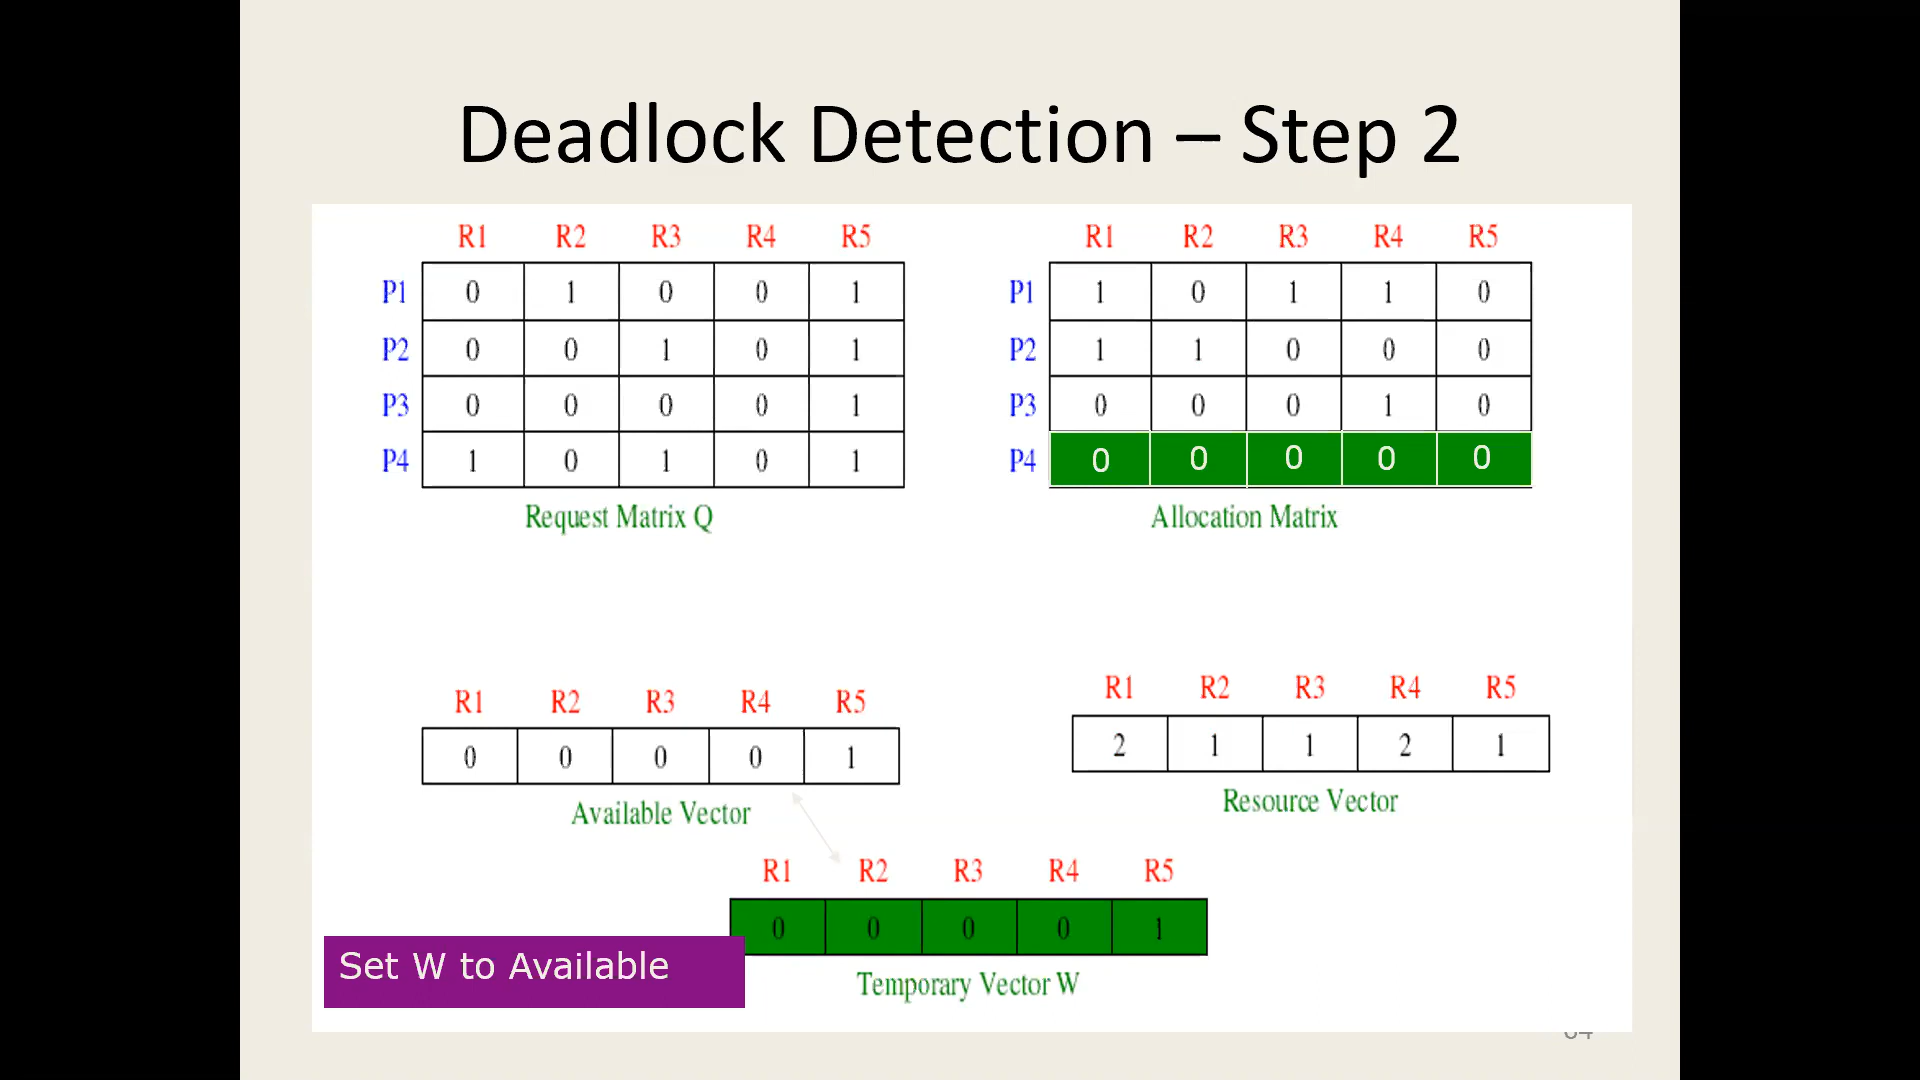 Deadlock Detection – Step 2
R1 R2 R3 R4 R5
P1 0 1 0 0 1
P2 0 0 1 0 1
P3 0 0 0 0 1
P4 1 0 1 0 1
Request Matrix Q
R1 R2 R3 R4 R5
P1 1 0 1 1 0
P2 1 1 0 0 0
P3 0 0 0 1 0
P4 0 0 0 0 0
Allocation Matrix
R1 R2 R3 R4 R5
0 0 0 0 1
Available Vector
R1 R2 R3 R4 R5
2 1 1 2 1
Resource Vector
R1 R2 R3 R4 R5
0 0 0 0 1
Temporary Vector W
Set W to Available